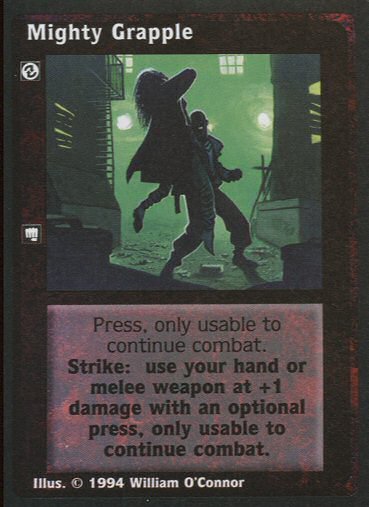 Mighty Grapple
Press, only usable to
continue combat.
Strike: use your hand or
melee weapon at +1
damage with an optional
press, only usable to
continue combat.
Illus. © 1994 William O'Connor